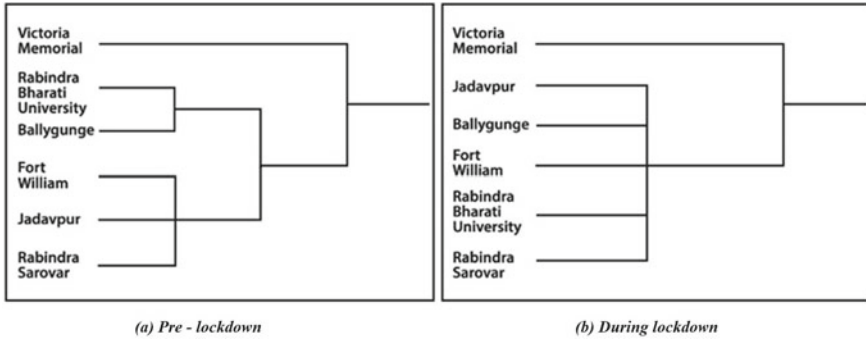 Victoria
Memorial
Rabindra
Bharati
University
Ballygunge
Fort
William
Jadavpur
Rabindra
Sarovar
(a) Pre - lockdown
Victoria
Memorial
Jadavpur
Ballygunge
Fort
William
Rabindra
Bharati
University
Rabindra
Sarovar
(b) During lockdown